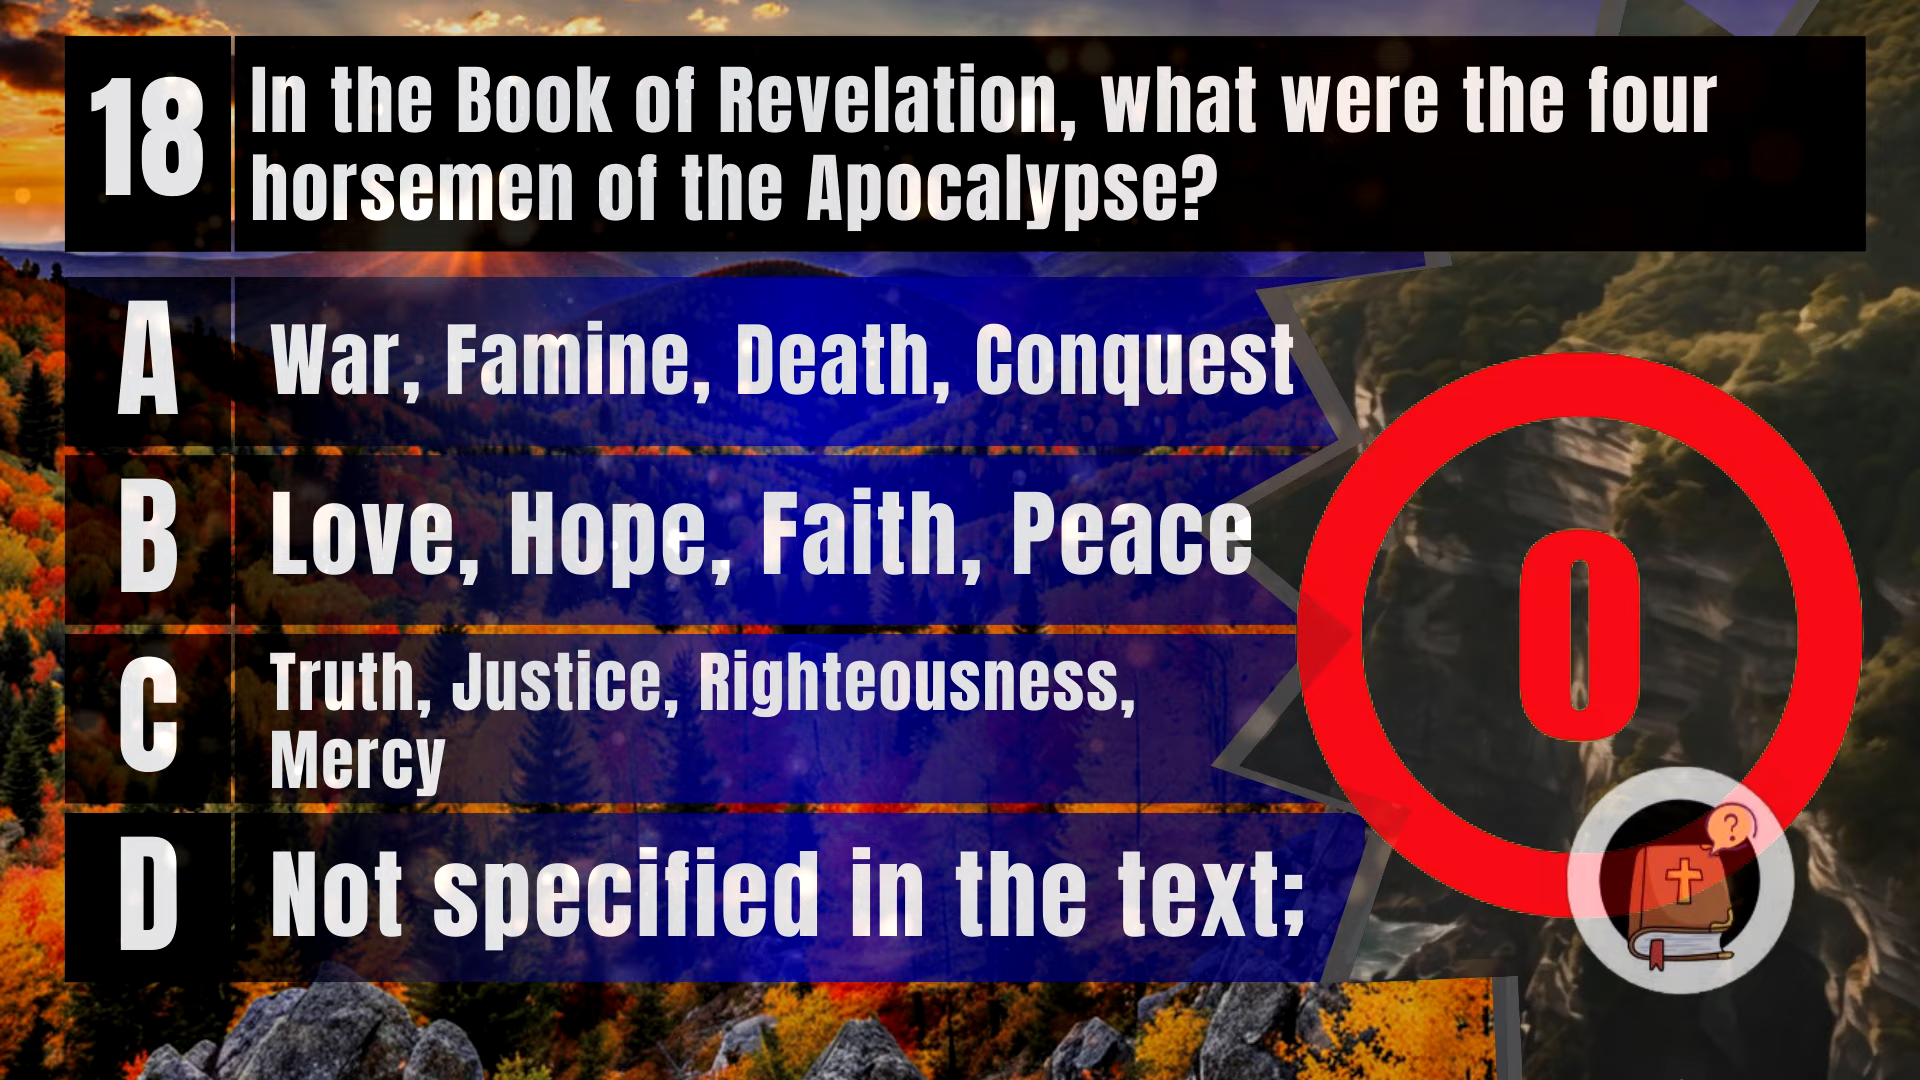 18
In the Book of Revelation, what were the four
horsemen of the Apocalypse?
A
War, Famine, Death, Conquest
B
Love, Hope, Faith, Peace
C
Truth, Justice, Righteousness,
Mercy
D
Not specified in the text;
0
?